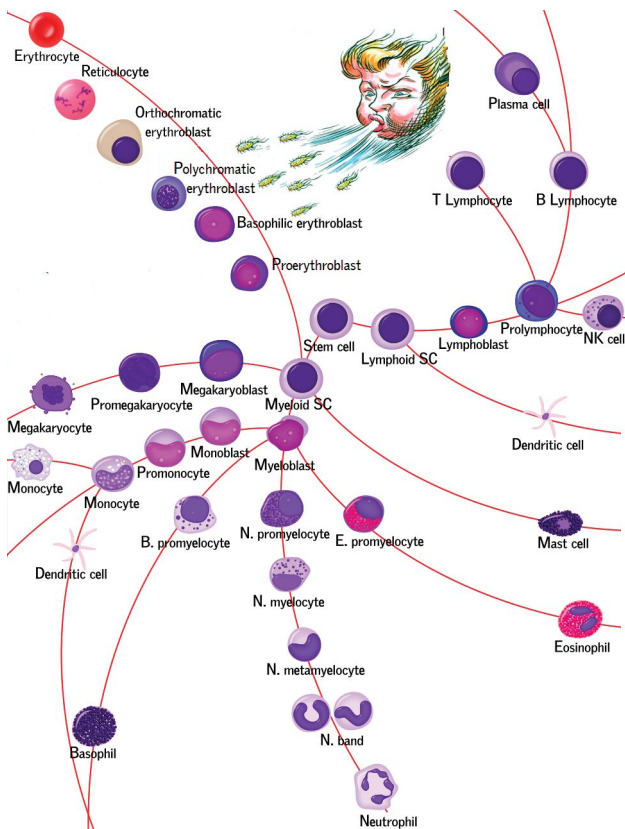 Erythrocyte
Reticulocyte
Orthochromatic
erythroblast
Polychromatic
erythroblast
Basophilic erythroblast
Proerythroblast
Plasma cell
T Lymphocyte
B Lymphocyte
Stem cell
Lymphoid SC
Lymphoblast
Prolymphocyte
NK cell
Megakaryoblast
Myeloid SC
Promegakaryocyte
Megakaryocyte
Dendritic cell
Monoblast
Promonocyte
Myeloblast
Monocyte
Monocyte
B. promyelocyte
N. promyelocyte
E. promyelocyte
Mast cell
Dendritic cell
N. myelocyte
Eosinophil
N. metamyelocyte
Basophil
N. band
Neutrophil